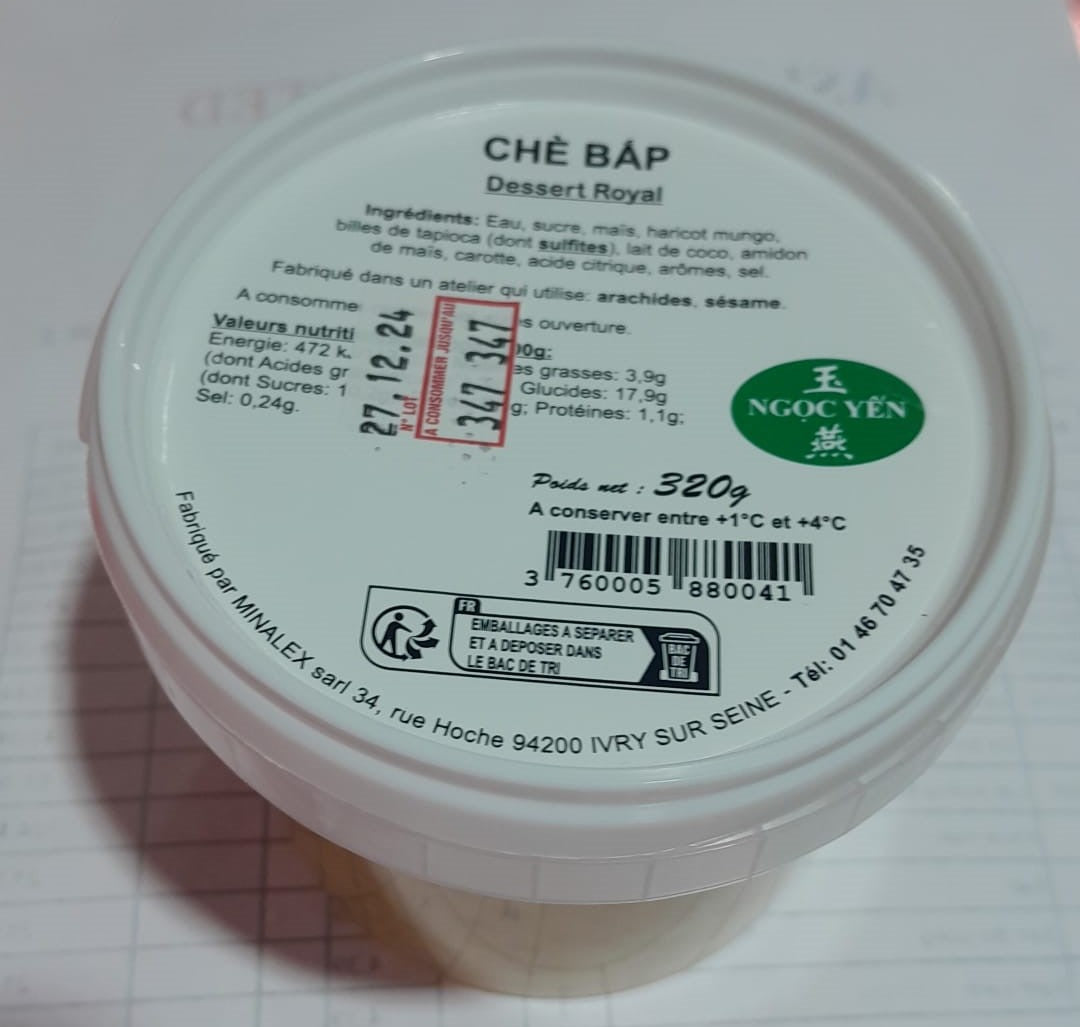 CHÈ BÁP
Dessert Royal
Ingrédients: Eau, sucre, maïs, haricot mungo,
billes de tapioca (dont sulfites), lait de coco, amidon
de maïs, carotte, acide citrique, arômes, sel.
Fabriqué dans un atelier qui utilise: arachides, sésame.
A consomme s ouverture.
Valeurs nutriti 00g:
Energie: 472 k es grasses: 3,9g
(dont Acides gr Glucides: 17,9g
(dont Sucres: 1 g; Protéines: 1,1g;
Sel: 0,24g.
27.12.24
N° LOT
A CONSOMMER JUSQU'AU
347 347
玉
NGỌC YẾN
燕
Poids net : 320g
A conserver entre +1°C et +4°C
3 760005 880041
FR
EMBALLAGES A SEPARER
ET A DEPOSER DANS
LE BAC DE TRI
BAC
DE
TRI
Fabriqué par MINALEX sarl 34, rue Hoche 94200 IVRY SUR SEINE - Tél: 01 46 70 47 35